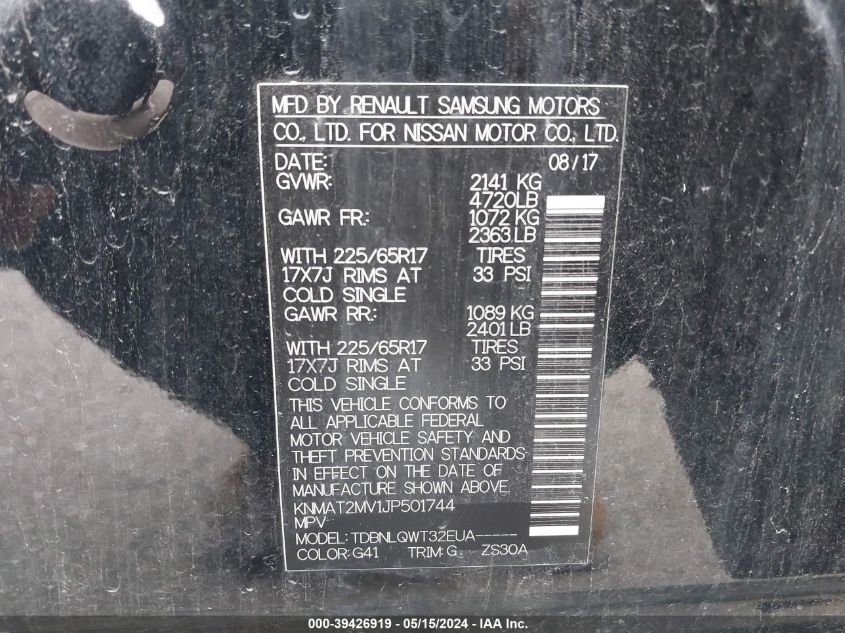 MFD BY RENAULT SAMSUNG MOTORS
CO., LTD. FOR NISSAN MOTOR CO., LTD.
DATE: 08/17
GVWR: 2141 KG
4720LB
GAWR FR.: 1072 KG
2363LB
WITH 225/65R17 TIRES
17X7J RIMS AT 33 PSI
COLD SINGLE
GAWR RR.: 1089 KG
2401LB
WITH 225/65R17 TIRES
17X7J RIMS AT 33 PSI
COLD SINGLE
THIS VEHICLE CONFORMS TO
ALL APPLICABLE FEDERAL
MOTOR VEHICLE SAFETY AND
THEFT PREVENTION STANDARDS
IN EFFECT ON THE DATE OF
MANUFACTURE SHOWN ABOVE.
KNMAT2MV1JP501744
MPV
MODEL:TDBNLQWT32EUA-----
COLOR:G41 TRIM:G ZS30A
000-39426919 - 05/15/2024 - IAA Inc.